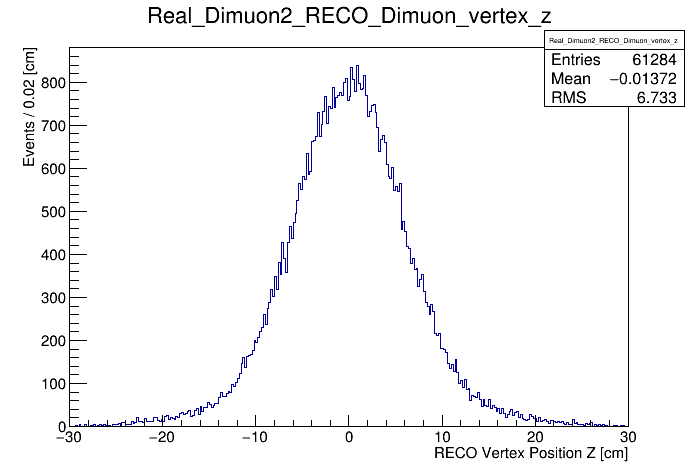 Real_Dimuon2_RECO_Dimuon_vertex_z
Real_Dimuon2_RECO_Dimuon_vertex_z
Entries 61284
Mean −0.01372
RMS 6.733
Events / 0.02 [cm]
800
700
600
500
400
300
200
100
0
−30 −20 −10 0 10 20 30
RECO Vertex Position Z [cm]